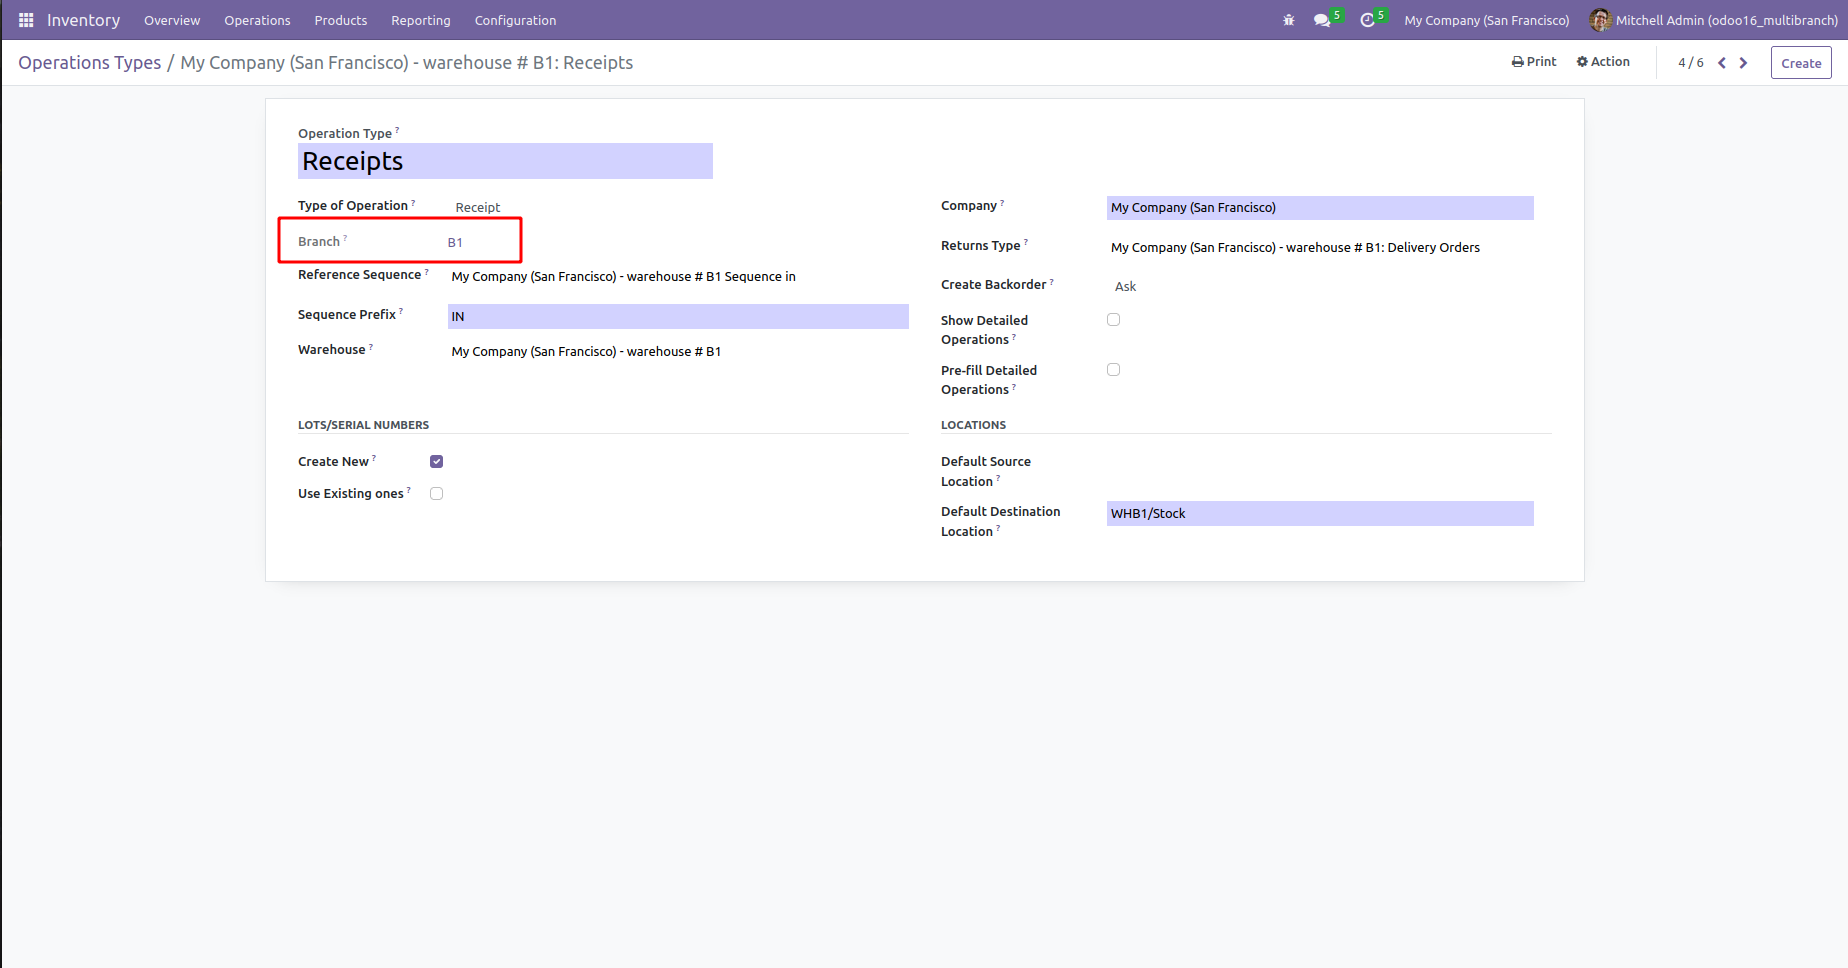 Inventory Overview Operations Products Reporting Configuration 5 5 My Company (San Francisco) Mitchell Admin (odoo16_multibranch)
Operations Types / My Company (San Francisco) - warehouse # B1: Receipts Print Action 4 / 6 Create
Operation Type ?
Receipts
Type of Operation ? Receipt
Branch ? B1
Reference Sequence ? My Company (San Francisco) - warehouse # B1 Sequence in
Sequence Prefix ? IN
Warehouse ? My Company (San Francisco) - warehouse # B1
Company ? My Company (San Francisco)
Returns Type ? My Company (San Francisco) - warehouse # B1: Delivery Orders
Create Backorder ? Ask
Show Detailed
Operations ?
Pre-fill Detailed
Operations ?
LOTS/SERIAL NUMBERS
Create New ?
Use Existing ones ?
LOCATIONS
Default Source
Location ?
Default Destination WHB1/Stock
Location ?